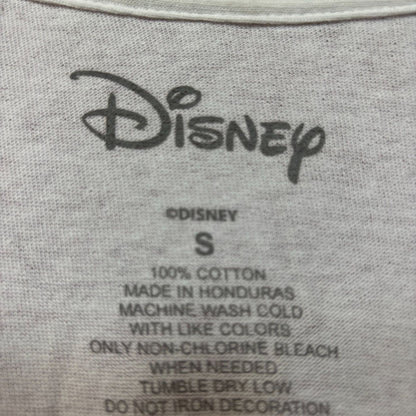 Disney
©DISNEY
S
100% COTTON
MADE IN HONDURAS
MACHINE WASH COLD
WITH LIKE COLORS
ONLY NON-CHLORINE BLEACH
WHEN NEEDED
TUMBLE DRY LOW
DO NOT IRON DECORATION